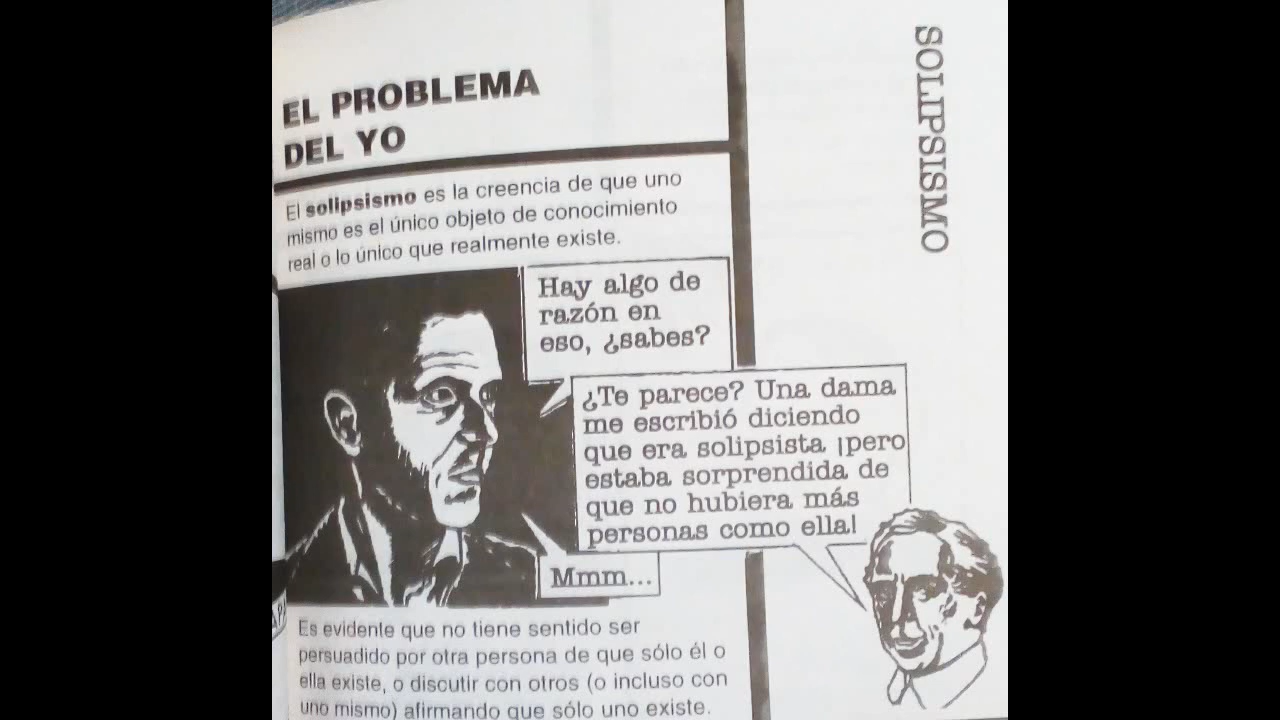 EL PROBLEMA
DEL YO
El solipsismo es la creencia de que uno
mismo es el único objeto de conocimiento
real o lo único que realmente existe.
Hay algo de
razón en
eso, ¿sabes?
¿Te parece? Una dama
me escribió diciendo
que era solipsista ¡pero
estaba sorprendida de
que no hubiera más
personas como ella!
Mmm...
Es evidente que no tiene sentido ser
persuadido por otra persona de que sólo él o
ella existe, o discutir con otros (o incluso con
uno mismo) afirmando que sólo uno existe.
SOLIPSISMO